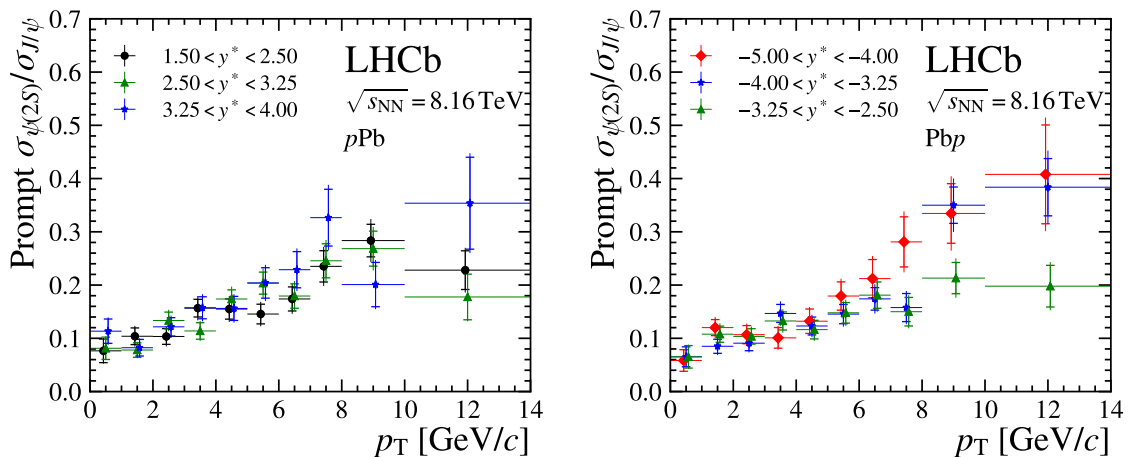 Prompt σψ(2S)/σJ/ψ
0.7
0.6
0.5
0.4
0.3
0.2
0.1
0.0
1.50 < y* < 2.50
2.50 < y* < 3.25
3.25 < y* < 4.00
LHCb
√sNN = 8.16 TeV
pPb
0 2 4 6 8 10 12 14
pT [GeV/c]
Prompt σψ(2S)/σJ/ψ
0.7
0.6
0.5
0.4
0.3
0.2
0.1
0.0
−5.00 < y* < −4.00
−4.00 < y* < −3.25
−3.25 < y* < −2.50
LHCb
√sNN = 8.16 TeV
Pbp
0 2 4 6 8 10 12 14
pT [GeV/c]